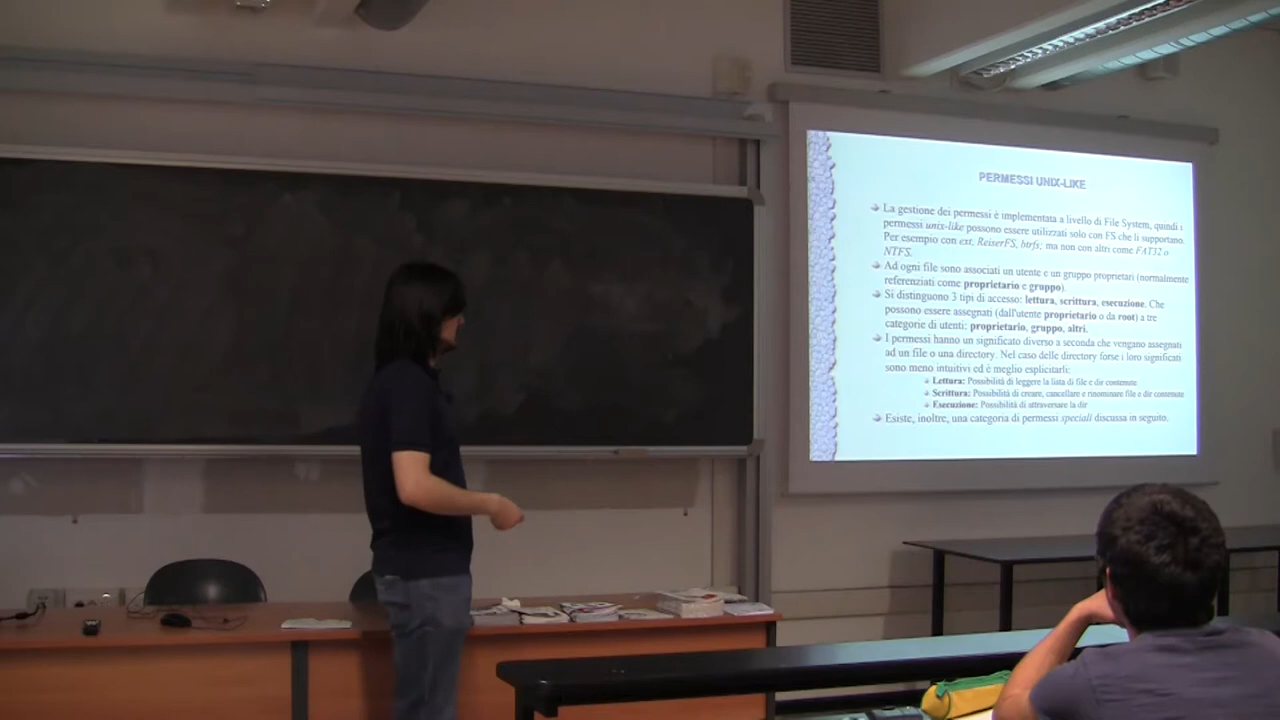 PERMESSI UNIX-LIKE
La gestione dei permessi è implementata a livello di File System, quindi i
permessi unix-like possono essere utilizzati solo con FS che li supportano.
Per esempio con ext, ReiserFS, btrfs; ma non con altri come FAT32 o
NTFS.
Ad ogni file sono associati un utente e un gruppo proprietari (normalmente
referenziati come proprietario e gruppo).
Si distinguono 3 tipi di accesso: lettura, scrittura, esecuzione. Che
possono essere assegnati (dall'utente proprietario o da root) a tre
categorie di utenti: proprietario, gruppo, altri.
I permessi hanno un significato diverso a seconda che vengano assegnati
ad un file o una directory. Nel caso delle directory forse i loro significati
sono meno intuitivi ed è meglio esplicitarli:
Lettura: Possibilità di leggere la lista di file e dir contenute
Scrittura: Possibilità di creare, cancellare e rinominare file e dir contenute
Esecuzione: Possibilità di attraversare la dir
Esiste, inoltre, una categoria di permessi speciali discussa in seguito.